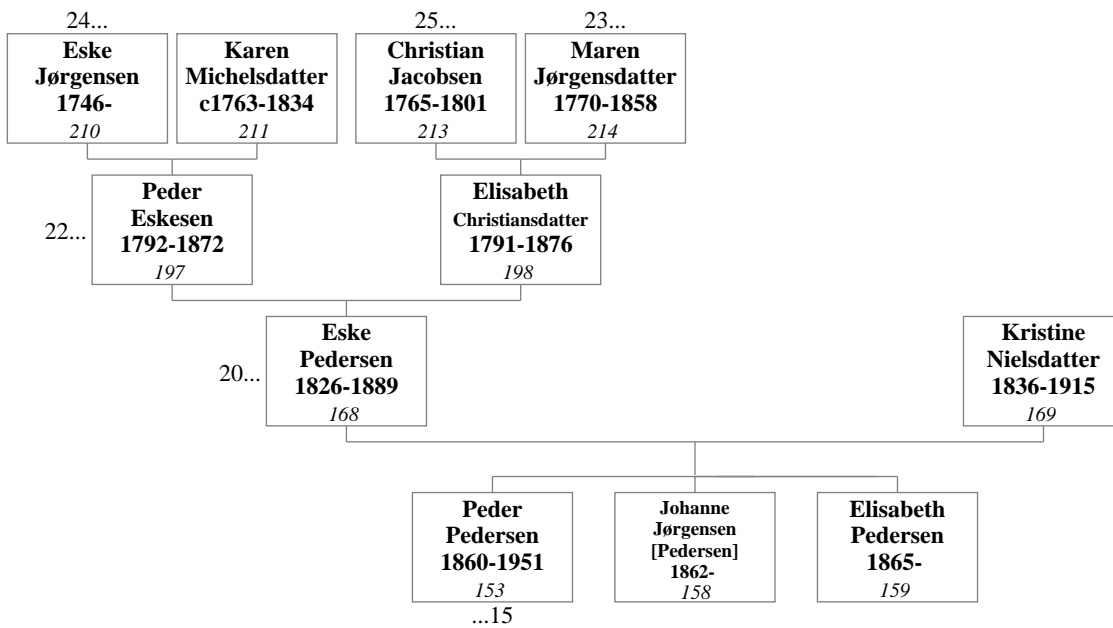 24...
25...
23...
Eske
Jørgensen
1746-
210
Karen
Michelsdatter
c1763-1834
211
Christian
Jacobsen
1765-1801
213
Maren
Jørgensdatter
1770-1858
214
22...
Peder
Eskesen
1792-1872
197
Elisabeth
Christiansdatter
1791-1876
198
20...
Eske
Pedersen
1826-1889
168
Kristine
Nielsdatter
1836-1915
169
Peder
Pedersen
1860-1951
153
...15
Johanne
Jørgensen
[Pedersen]
1862-
158
Elisabeth
Pedersen
1865-
159